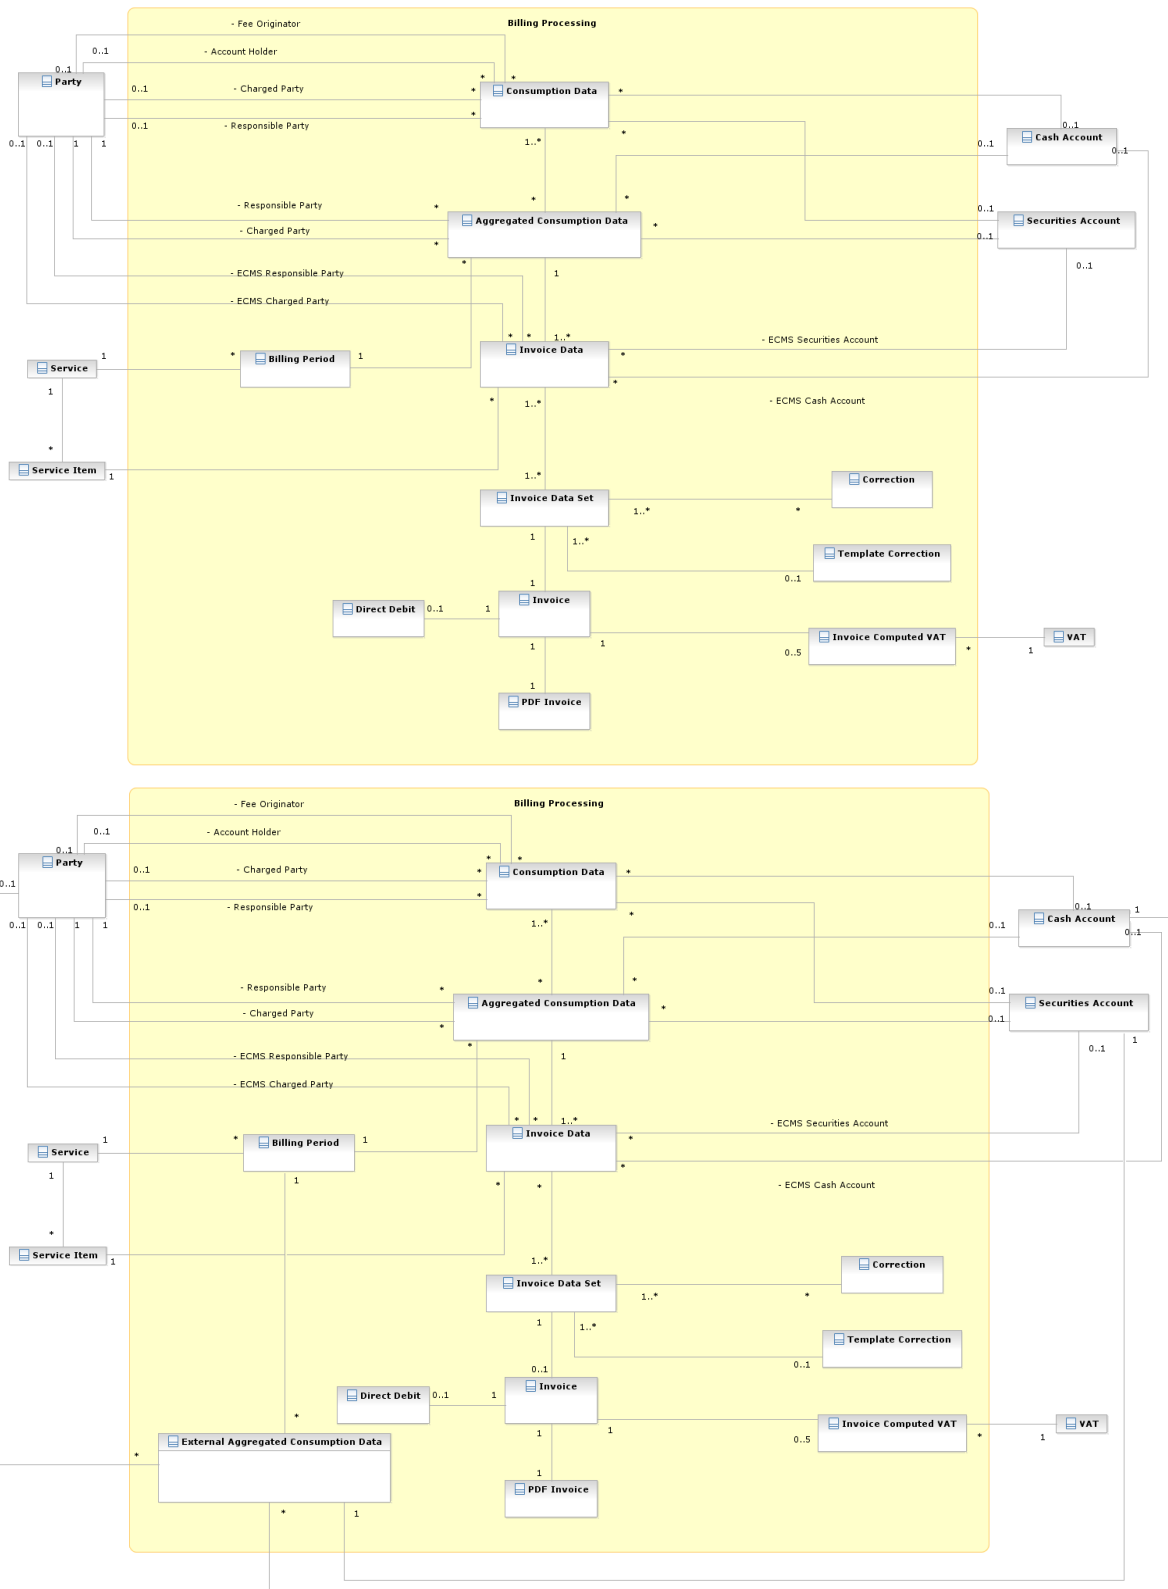 - Fee Originator
Billing Processing
0..1
- Account Holder
0..1
Party
*
*
0..1
- Charged Party
*
Consumption Data
*
*
0..1
- Responsible Party
0..1
*
Cash Account
0..1
0..1
0..1
1
1
1..*
0..1
0..1
*
*
- Responsible Party
*
0..1
Aggregated Consumption Data
*
Securities Account
- Charged Party
*
0..1
*
- ECMS Responsible Party
1
0..1
- ECMS Charged Party
*
*
1..*
- ECMS Securities Account
Service
1
*
Billing Period
1
Invoice Data
*
*
1
*
1..*
- ECMS Cash Account
*
Service Item
1
1..*
Correction
Invoice Data Set
1..*
*
1
1..*
Template Correction
0..1
1
Invoice
Direct Debit
0..1
1
1
1
Invoice Computed VAT
0..5
*
1
VAT
1
PDF Invoice
- Fee Originator
Billing Processing
0..1
- Account Holder
0..1
Party
*
*
0..1
- Charged Party
*
Consumption Data
*
0..1
*
0..1
- Responsible Party
0..1
1
*
Cash Account
0..1
0..1
0..1
1
1
1..*
0..1
0..1
*
*
- Responsible Party
*
0..1
Aggregated Consumption Data
*
Securities Account
- Charged Party
*
0..1
*
- ECMS Responsible Party
1
0..1
1
- ECMS Charged Party
*
*
1..*
- ECMS Securities Account
Service
1
*
Billing Period
1
Invoice Data
*
*
1
1
*
*
- ECMS Cash Account
*
Service Item
1
1..*
Correction
Invoice Data Set
1..*
*
1
1..*
Template Correction
0..1
0..1
Invoice
Direct Debit
0..1
1
*
1
1
Invoice Computed VAT
0..5
*
1
VAT
External Aggregated Consumption Data
*
1
PDF Invoice
*
1